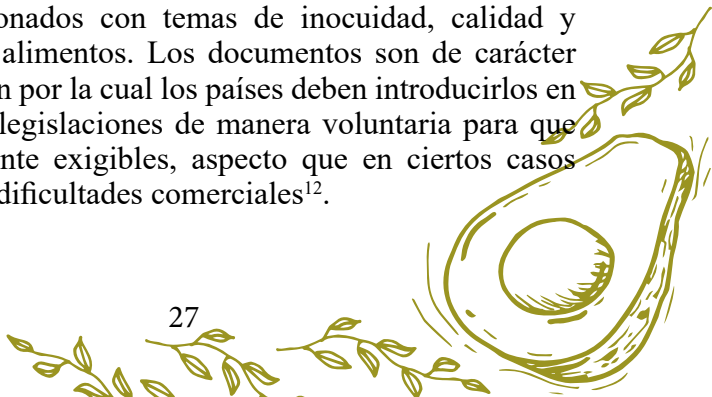 onados con temas de inocuidad, calidad y
alimentos. Los documentos son de carácter
n por la cual los países deben introducirlos en
legislaciones de manera voluntaria para que
nte exigibles, aspecto que en ciertos casos
dificultades comerciales¹².
27